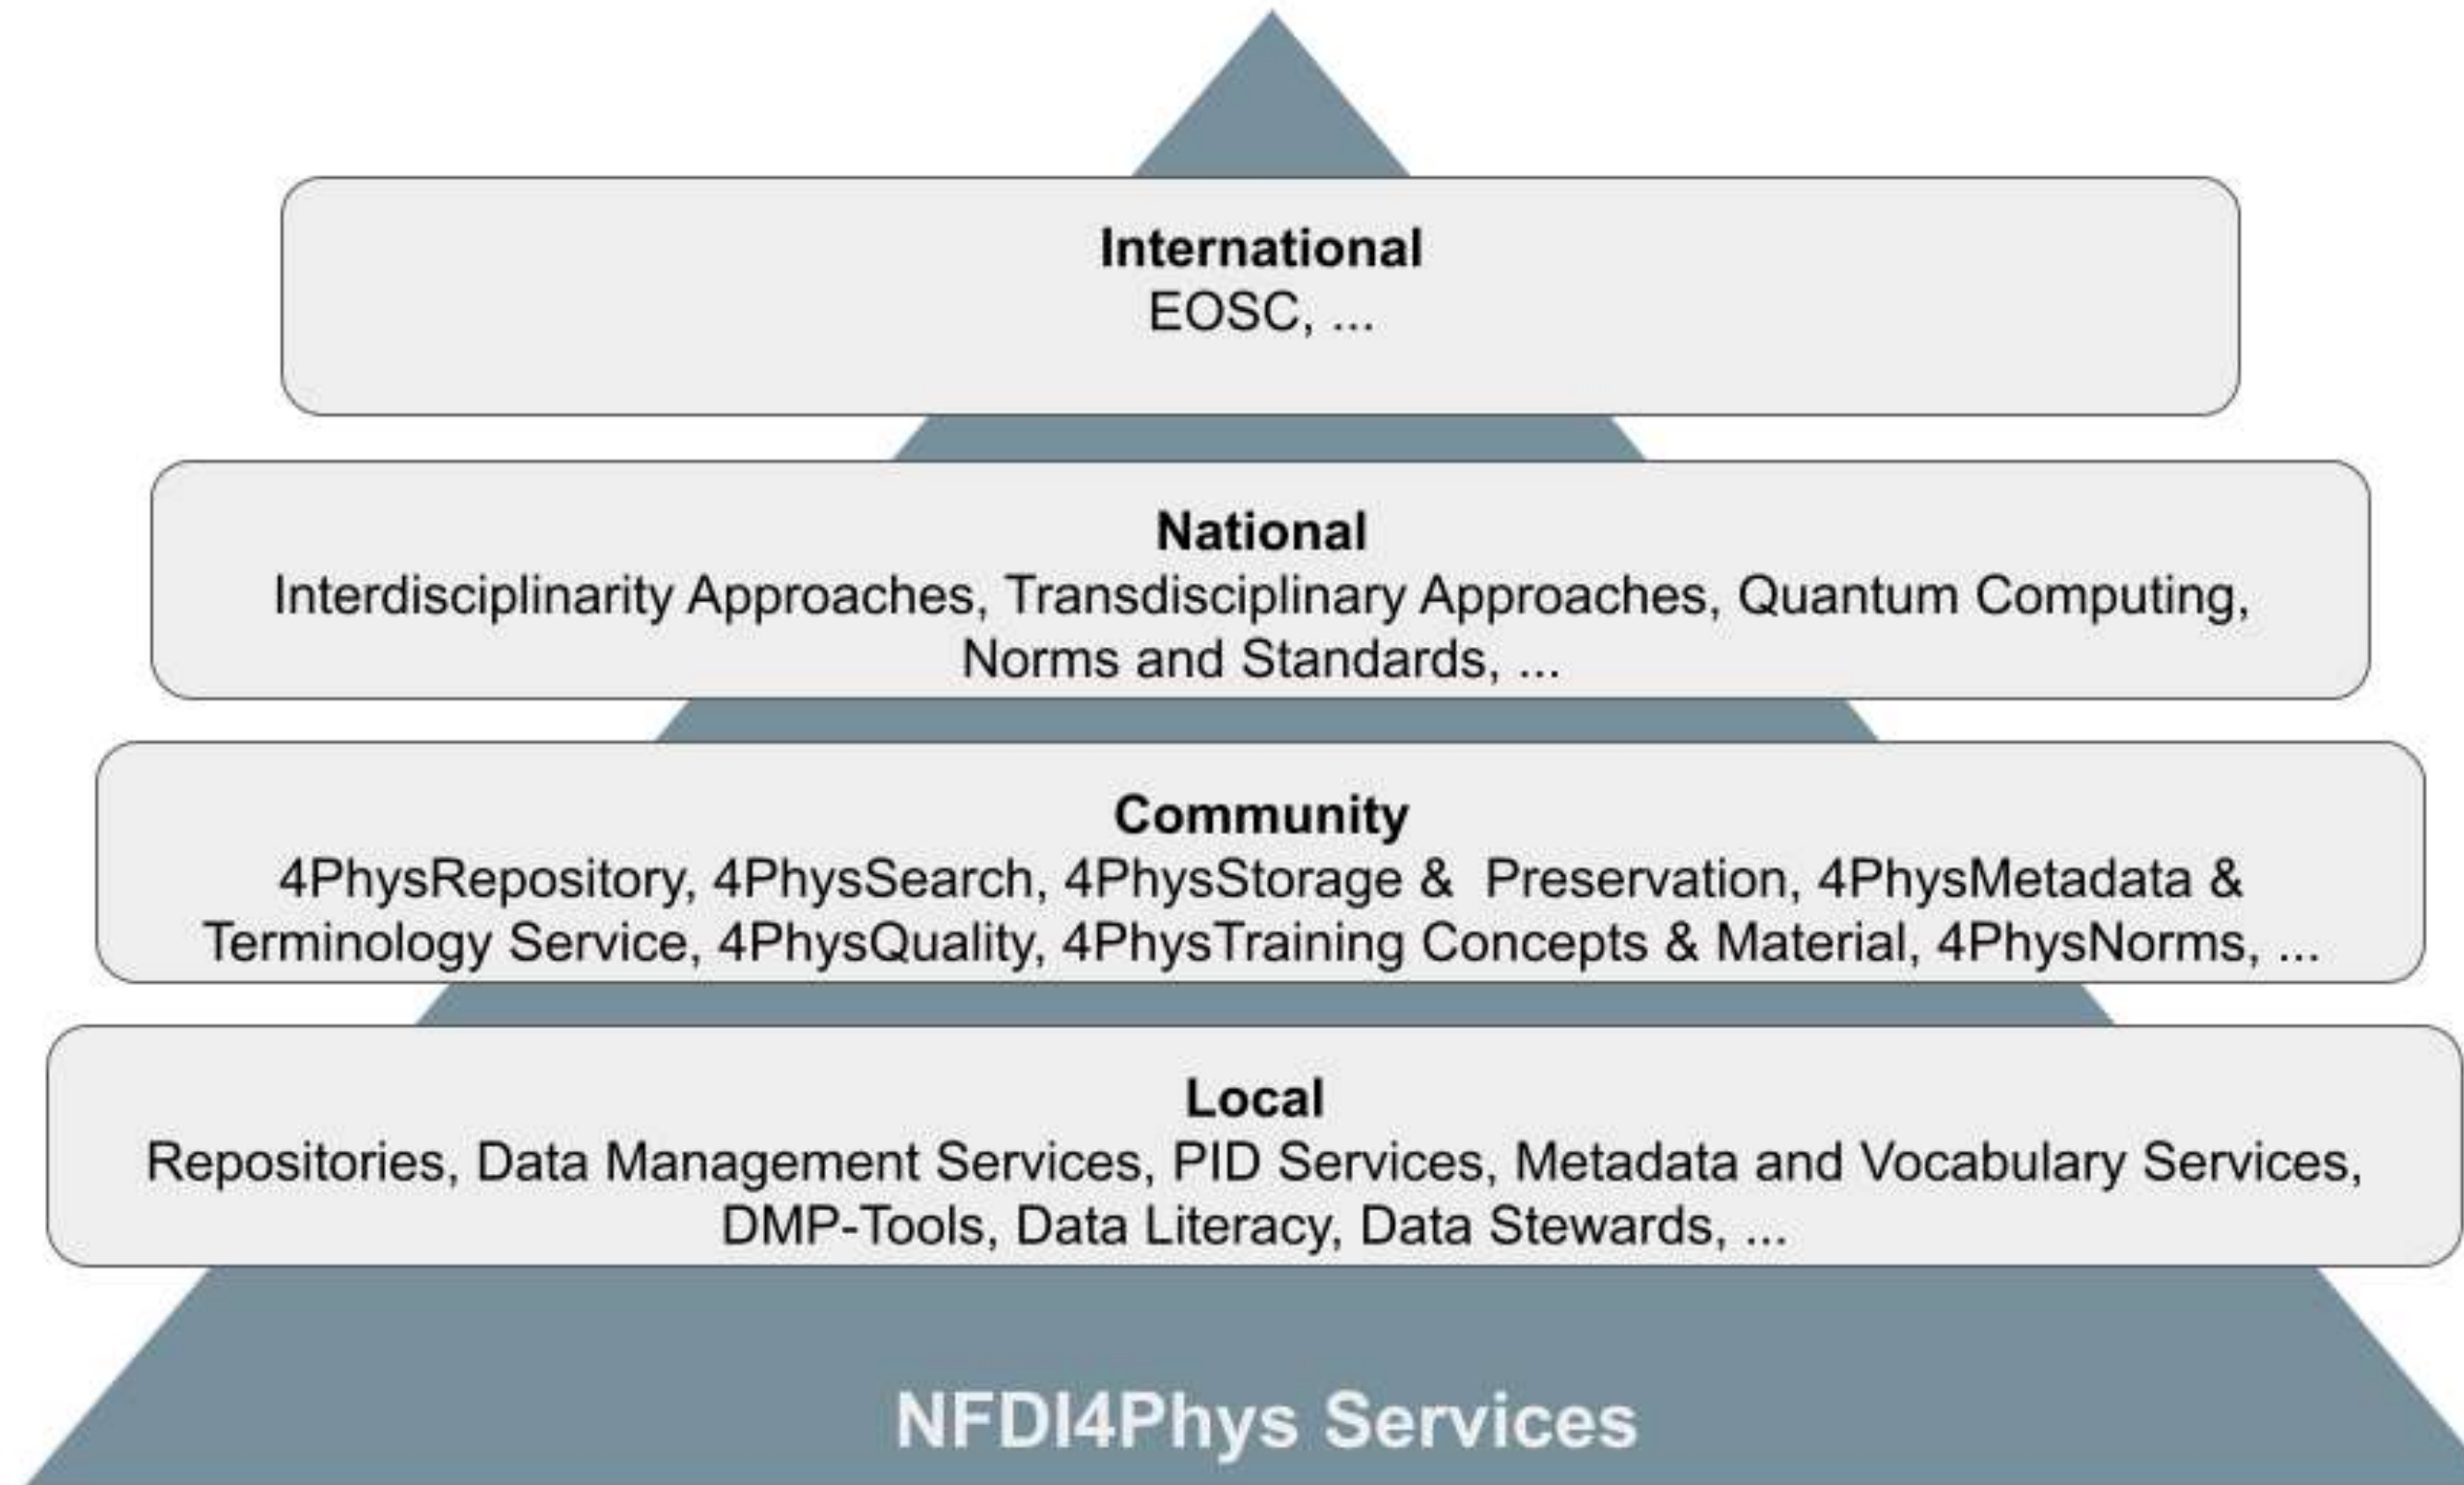 International
EOSC, ...
National
Interdisciplinarity Approaches, Transdisciplinary Approaches, Quantum Computing,
Norms and Standards, ...
Community
4PhysRepository, 4PhysSearch, 4PhysStorage &  Preservation, 4PhysMetadata &
Terminology Service, 4PhysQuality, 4PhysTraining Concepts & Material, 4PhysNorms, ...
Local
Repositories, Data Management Services, PID Services, Metadata and Vocabulary Services,
DMP-Tools, Data Literacy, Data Stewards, ...
NFDI4Phys Services